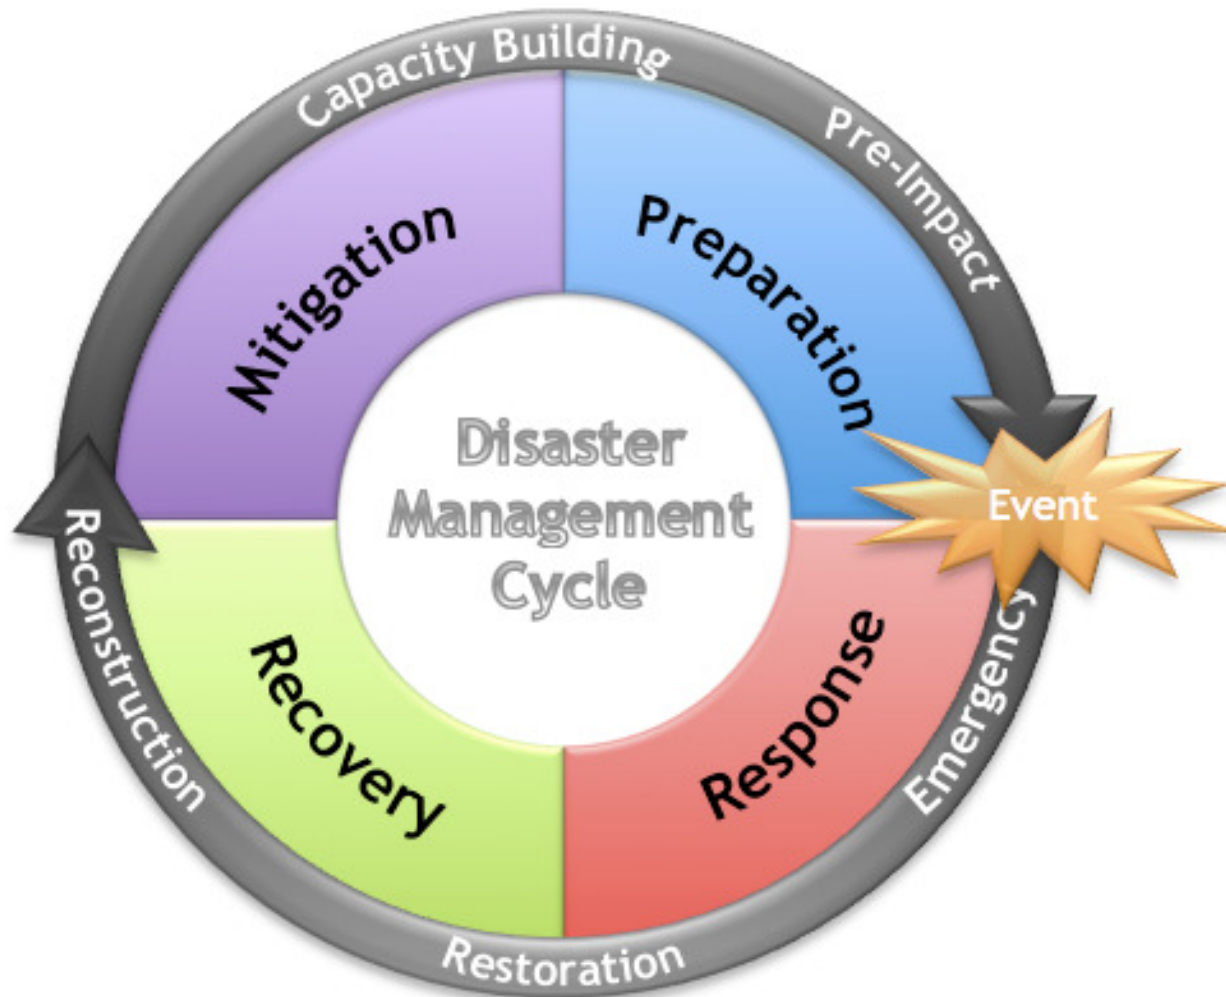 Capacity Building
Pre-Impact
Mitigation
Preparation
Disaster
Management
Cycle
Event
Reconstruction
Recovery
Response
Emergency
Restoration